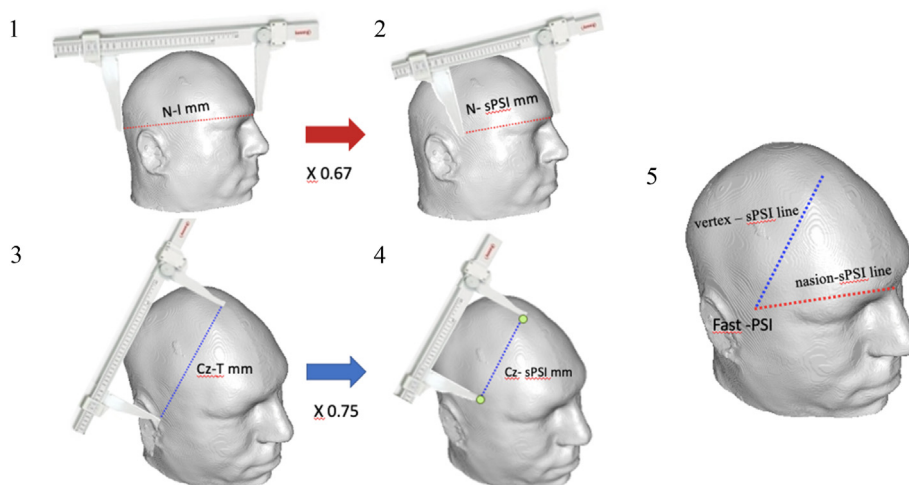 1
N-I mm
X 0.67
2
N- sPSI mm
3
Cz-T mm
X 0.75
4
Cz- sPSI mm
5
vertex – sPSI line
nasion-sPSI line
Fast -PSI